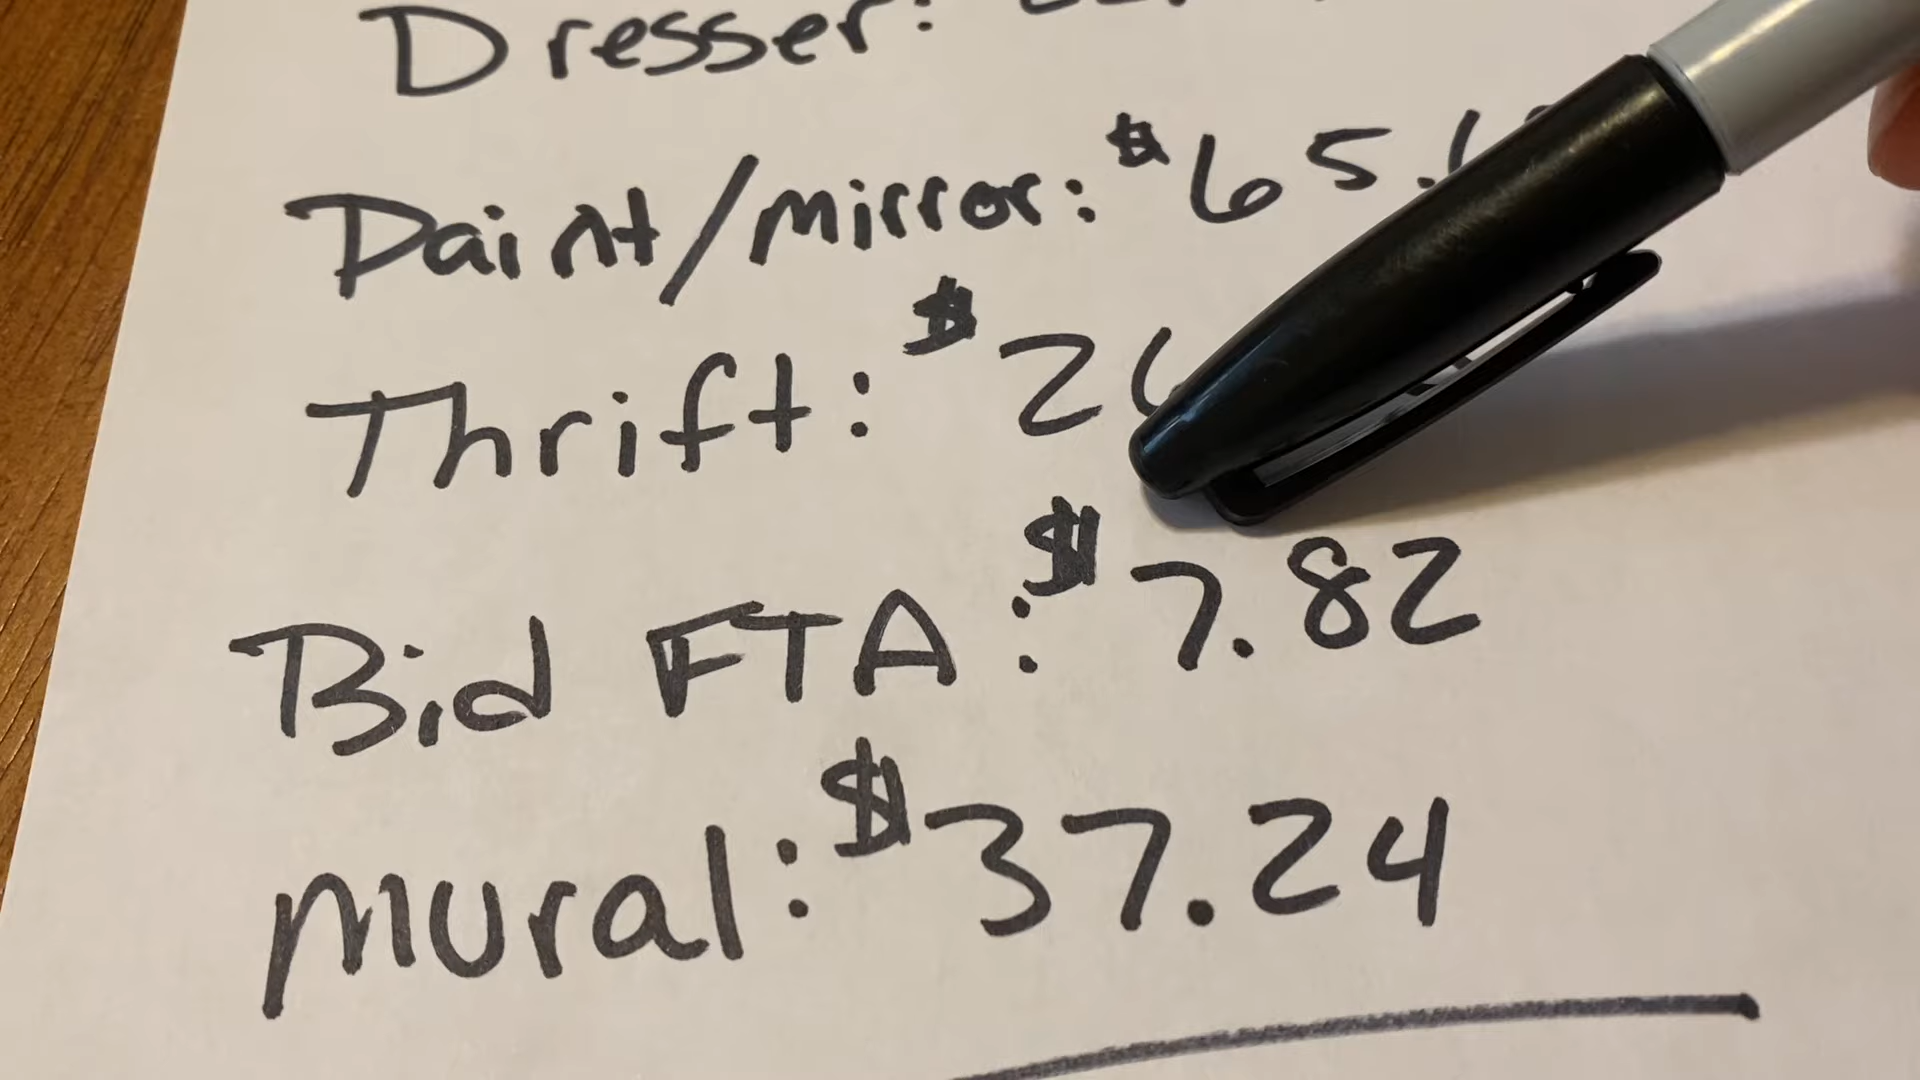 Dresser:
Paint/mirror: $65.
Thrift: $2
Bid FTA: $7.82
Mural: $37.24